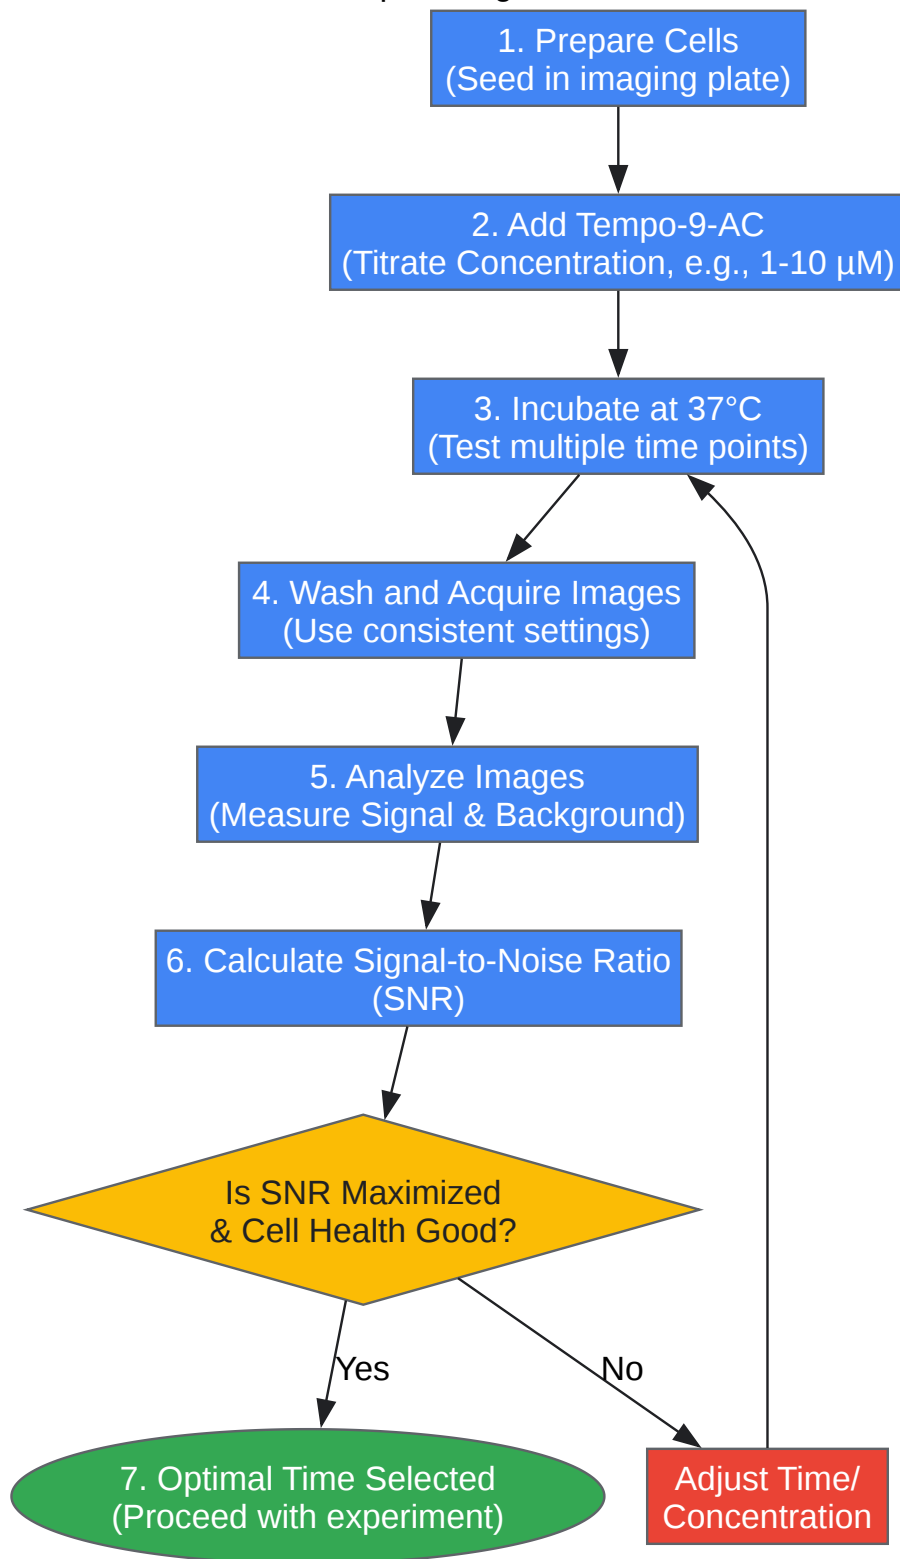 1. Prepare Cells
(Seed in imaging plate)
2. Add Tempo-9-AC
(Titrate Concentration, e.g., 1-10 µM)
3. Incubate at 37°C
(Test multiple time points)
4. Wash and Acquire Images
(Use consistent settings)
5. Analyze Images
(Measure Signal & Background)
6. Calculate Signal-to-Noise Ratio
(SNR)
Is SNR Maximized
& Cell Health Good?
Yes
No
7. Optimal Time Selected
(Proceed with experiment)
Adjust Time/
Concentration